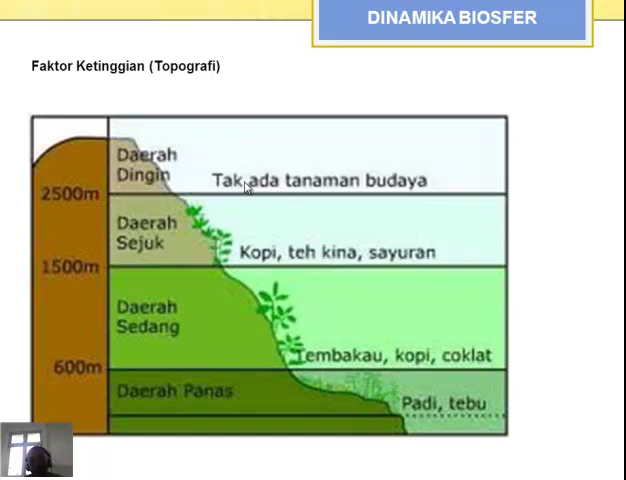 DINAMIKA BIOSFER
Faktor Ketinggian (Topografi)
Daerah
Dingin
Tak ada tanaman budaya
2500m
Daerah
Sejuk
Kopi, teh kina, sayuran
1500m
Daerah
Sedang
Tembakau, kopi, coklat
600m
Daerah Panas
Padi, tebu